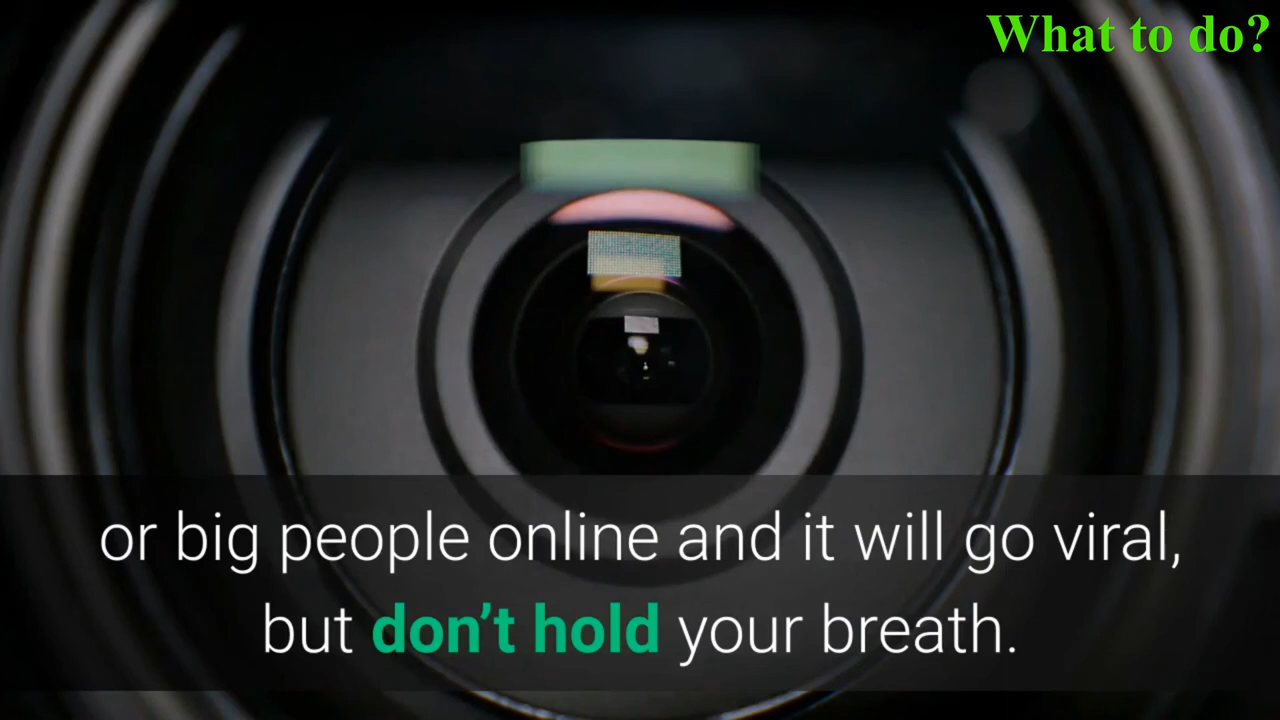 What to do?
or big people online and it will go viral,
but don't hold your breath.